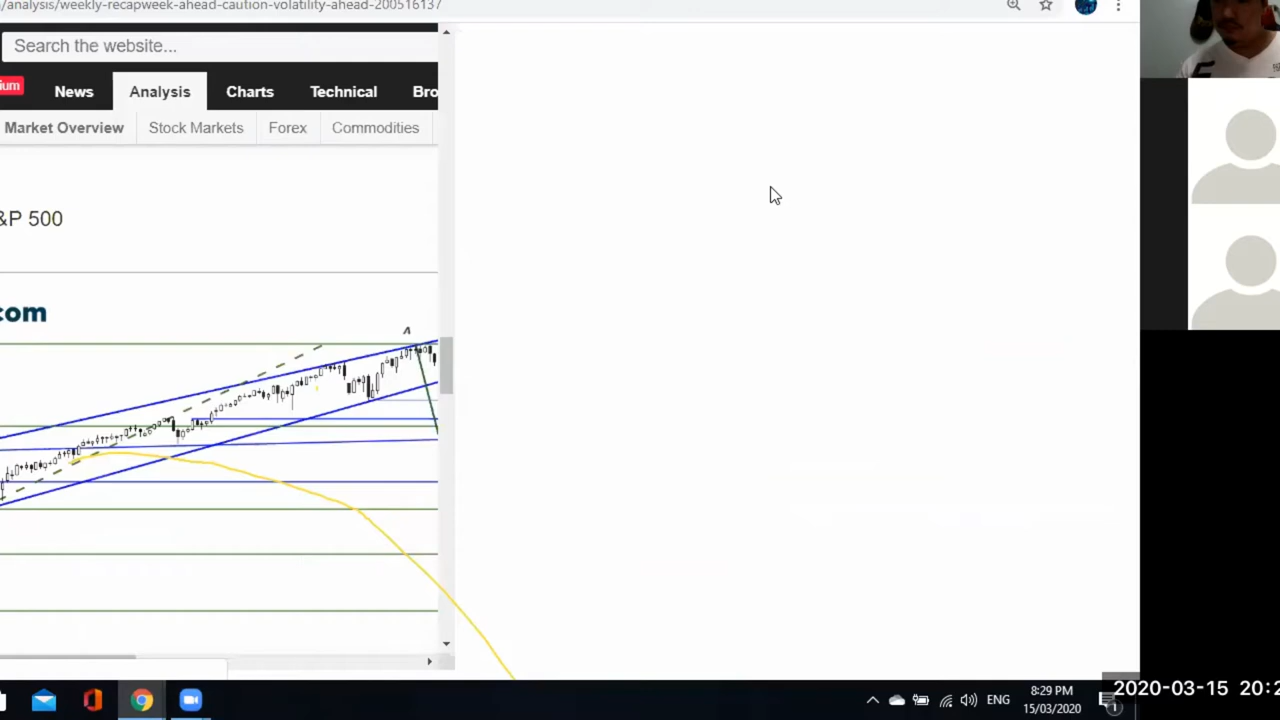 /analysis/weekly-recapweek-ahead-caution-volatility-ahead-200516137
Search the website...
ium
News
Analysis
Charts
Technical
Bro
Market Overview
Stock Markets
Forex
Commodities
&P 500
com
A
8:29 PM
ENG
15/03/2020
1
2020-03-15 20:2